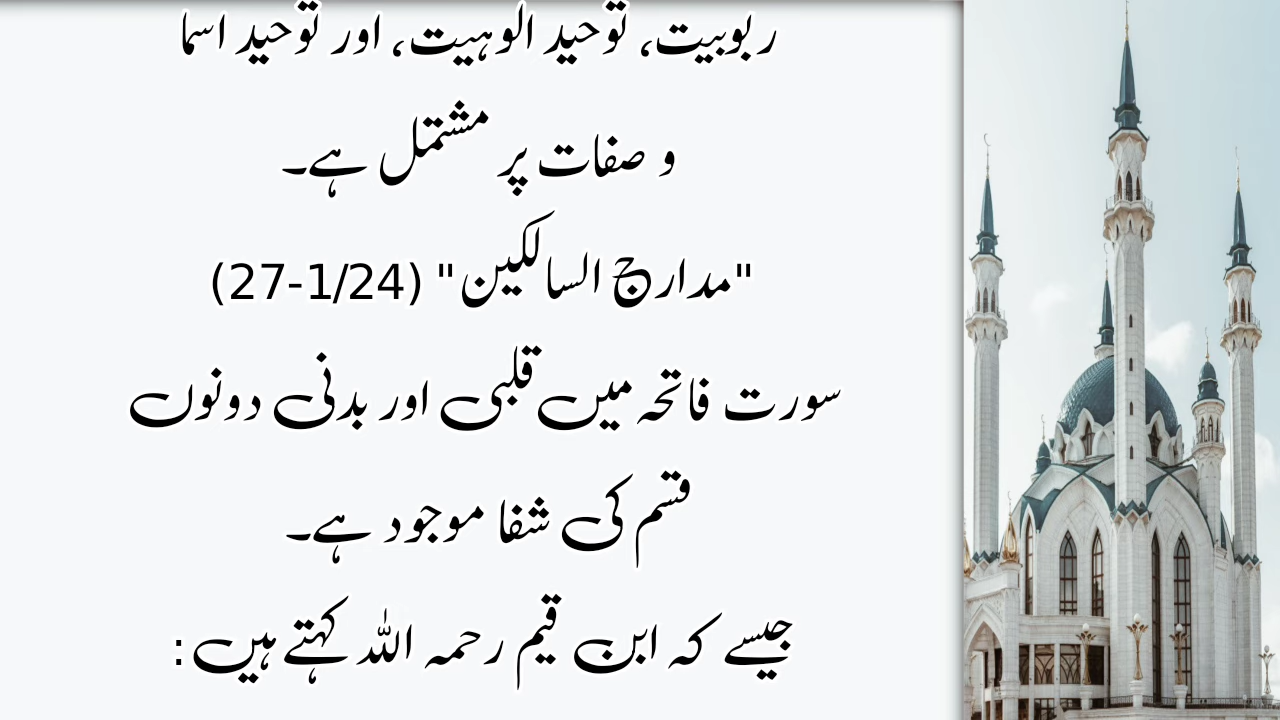 ربوبیت، توحید الوہیت، اور توحید اسما
و صفات پر مشتمل ہے۔
"مدارج السالکین" (24/1-27)
سورت فاتحہ میں قلبی اور بدنی دونوں
قسم کی شفا موجود ہے۔
جیسے کہ ابن قیم رحمہ اللہ کہتے ہیں: